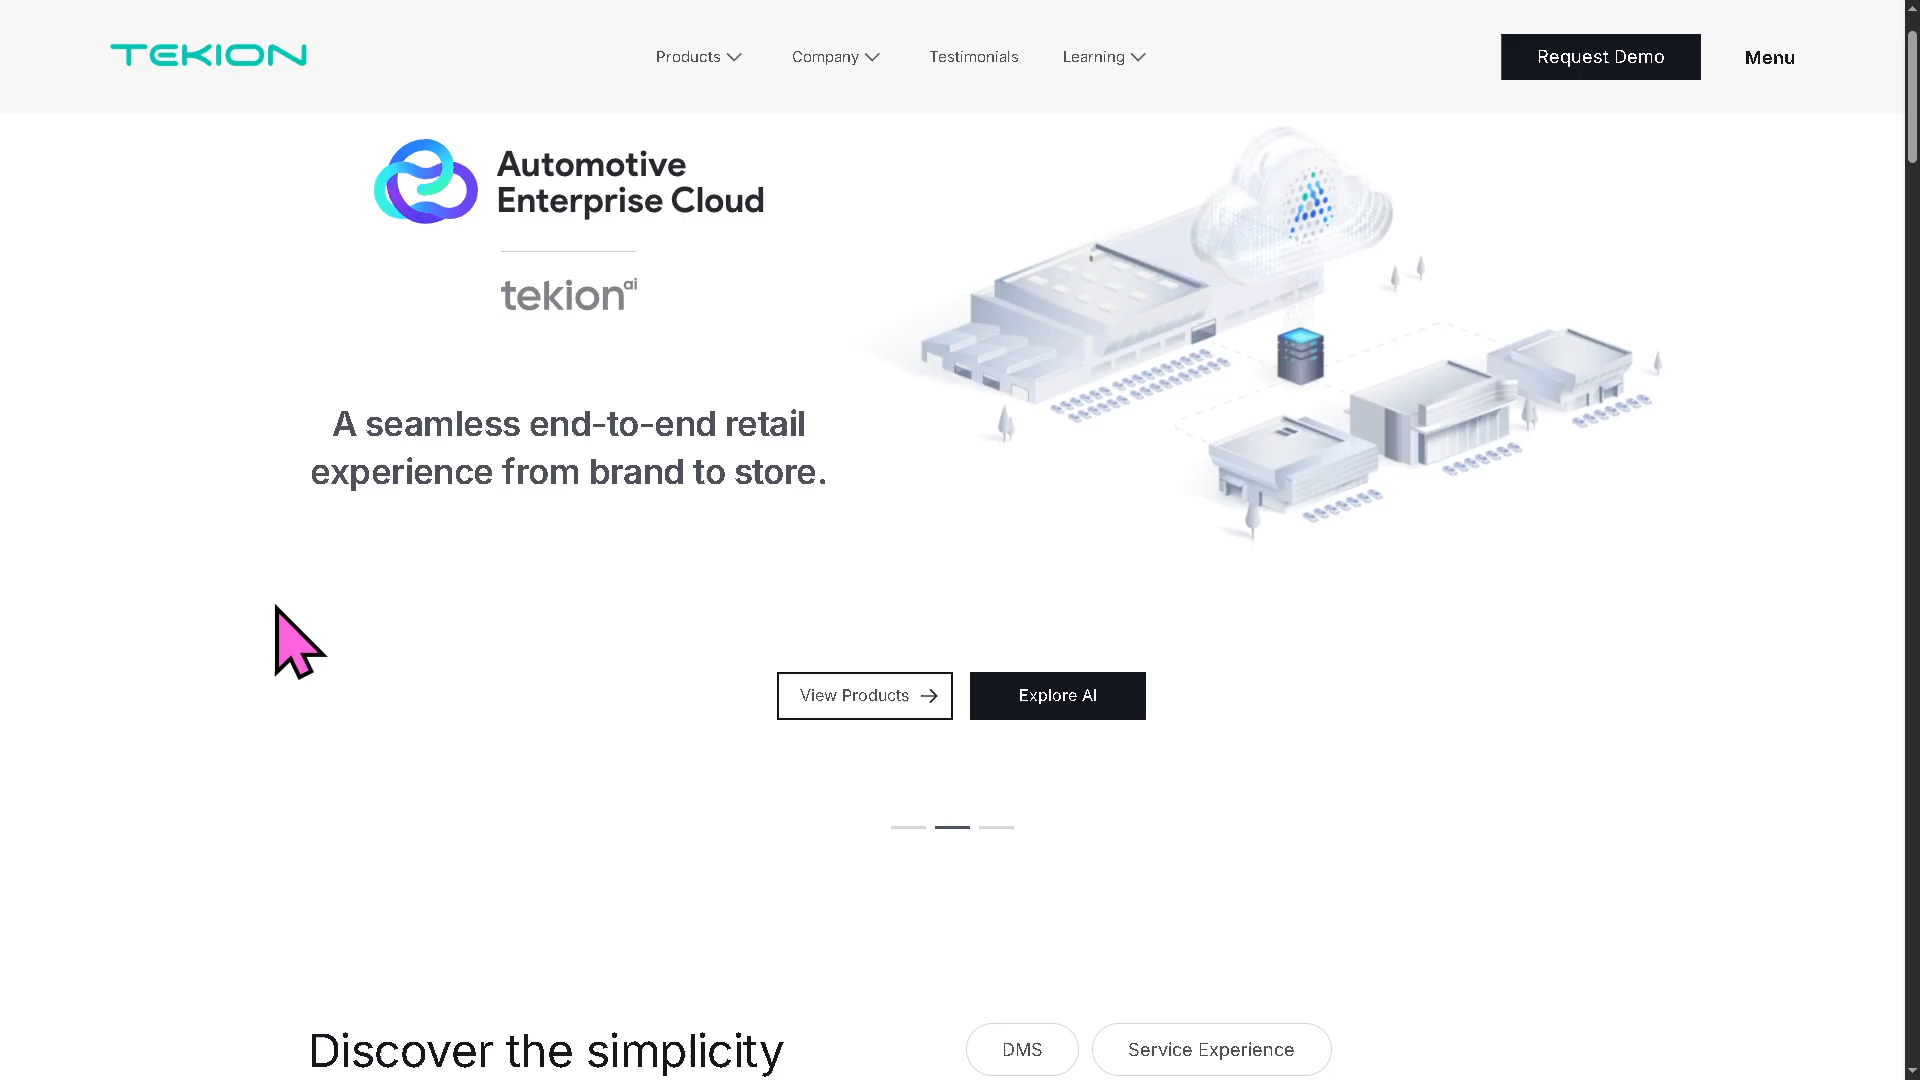 TEKION
Products
Company
Testimonials
Learning
Request Demo
Menu
Automotive
Enterprise Cloud
tekion ai
A seamless end-to-end retail
experience from brand to store.
View Products
Explore AI
Discover the simplicity
DMS
Service Experience